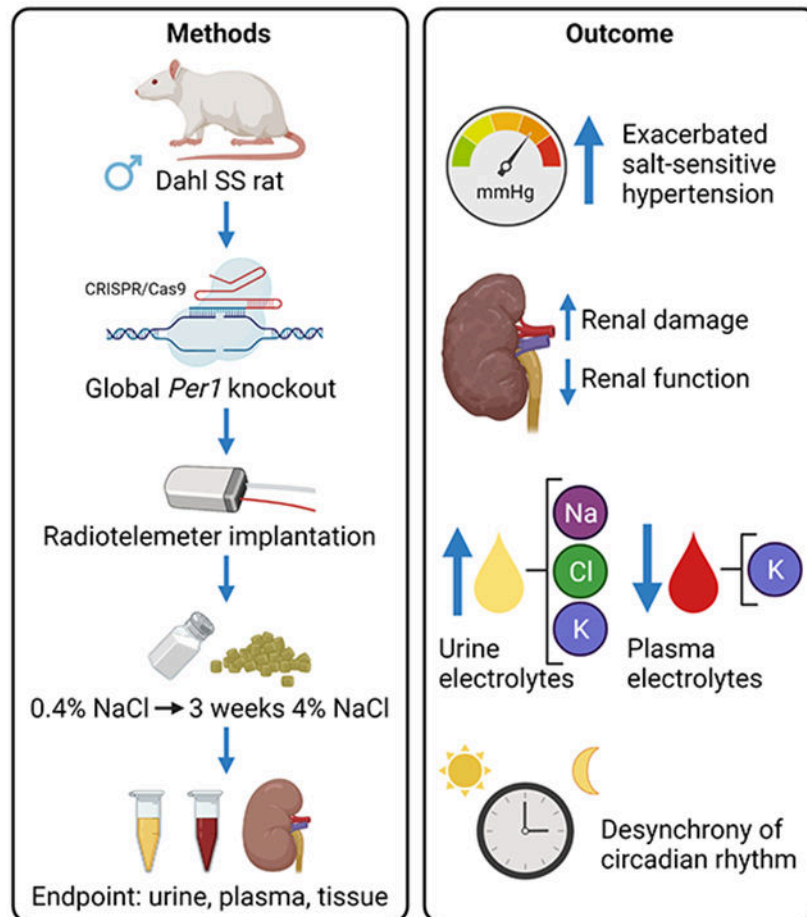 Methods
Dahl SS rat
CRISPR/Cas9
Global Per1 knockout
Radiotelemeter implantation
0.4% NaCl → 3 weeks 4% NaCl
Endpoint: urine, plasma, tissue
Outcome
mmHg
Exacerbated
salt-sensitive
hypertension
Renal damage
Renal function
Na
Cl
K
Urine
electrolytes
K
Plasma
electrolytes
Desynchrony of
circadian rhythm